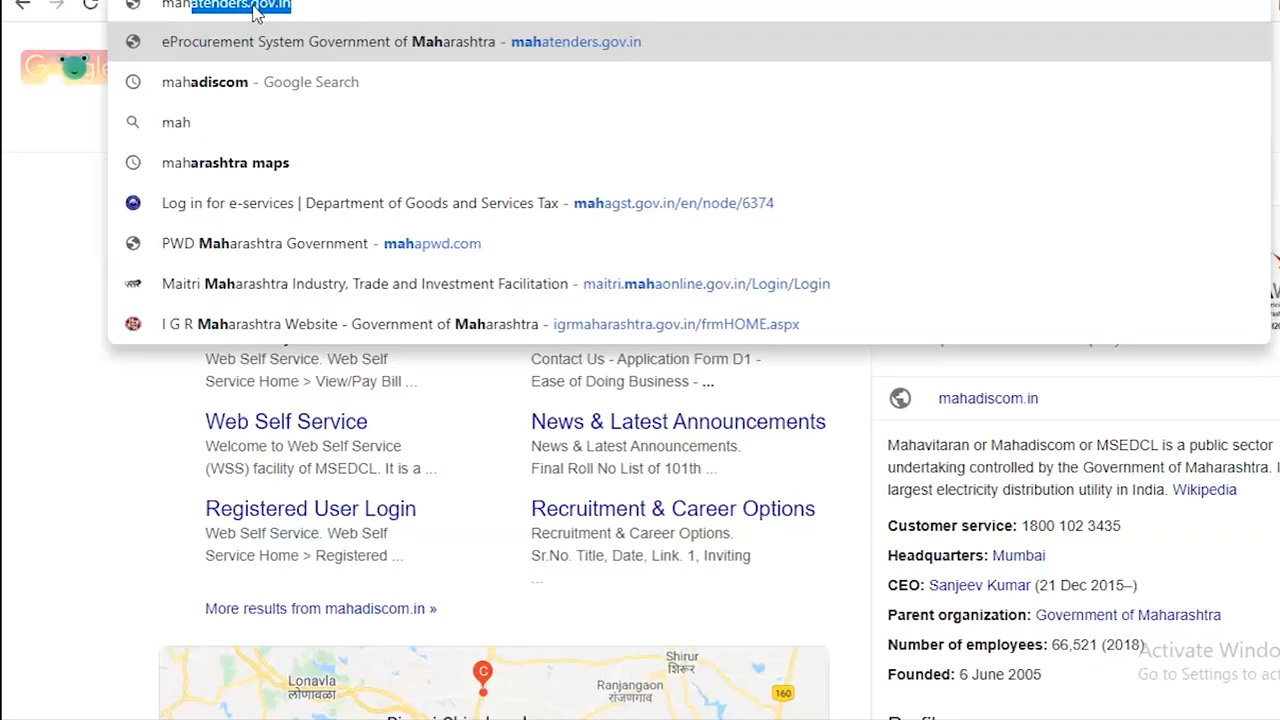 mahatenders.gov.in
eProcurement System Government of Maharashtra - mahatenders.gov.in
Google
mahadiscom - Google Search
mah
maharashtra maps
Log in for e-services | Department of Goods and Services Tax - mahagst.gov.in/en/node/6374
PWD Maharashtra Government - mahapwd.com
Maitri Maharashtra Industry, Trade and Investment Facilitation - maitri.mahaonline.gov.in/Login/Login
I G R Maharashtra Website - Government of Maharashtra - igrmaharashtra.gov.in/frmHOME.aspx
Web Self Service. Web Self
Service Home > View/Pay Bill ...
Contact Us - Application Form D1 -
Ease of Doing Business - ...
Web Self Service
Welcome to Web Self Service
(WSS) facility of MSEDCL. It is a ...
News & Latest Announcements
News & Latest Announcements.
Final Roll No List of 101th ...
Registered User Login
Web Self Service. Web Self
Service Home > Registered ...
Recruitment & Career Options
Recruitment & Career Options.
Sr.No. Title, Date, Link. 1, Inviting
...
More results from mahadiscom.in »
Lonavla
लोणावळा
C
Shirur
शिरूर
Ranjangaon
रांजणगाव
160
mahadiscom.in
Mahavitaran or Mahadiscom or MSEDCL is a public sector
undertaking controlled by the Government of Maharashtra.
largest electricity distribution utility in India. Wikipedia
Customer service: 1800 102 3435
Headquarters: Mumbai
CEO: Sanjeev Kumar (21 Dec 2015–)
Parent organization: Government of Maharashtra
Number of employees: 66,521 (2018)
Founded: 6 June 2005
Activate Windo
Go to Settings to act